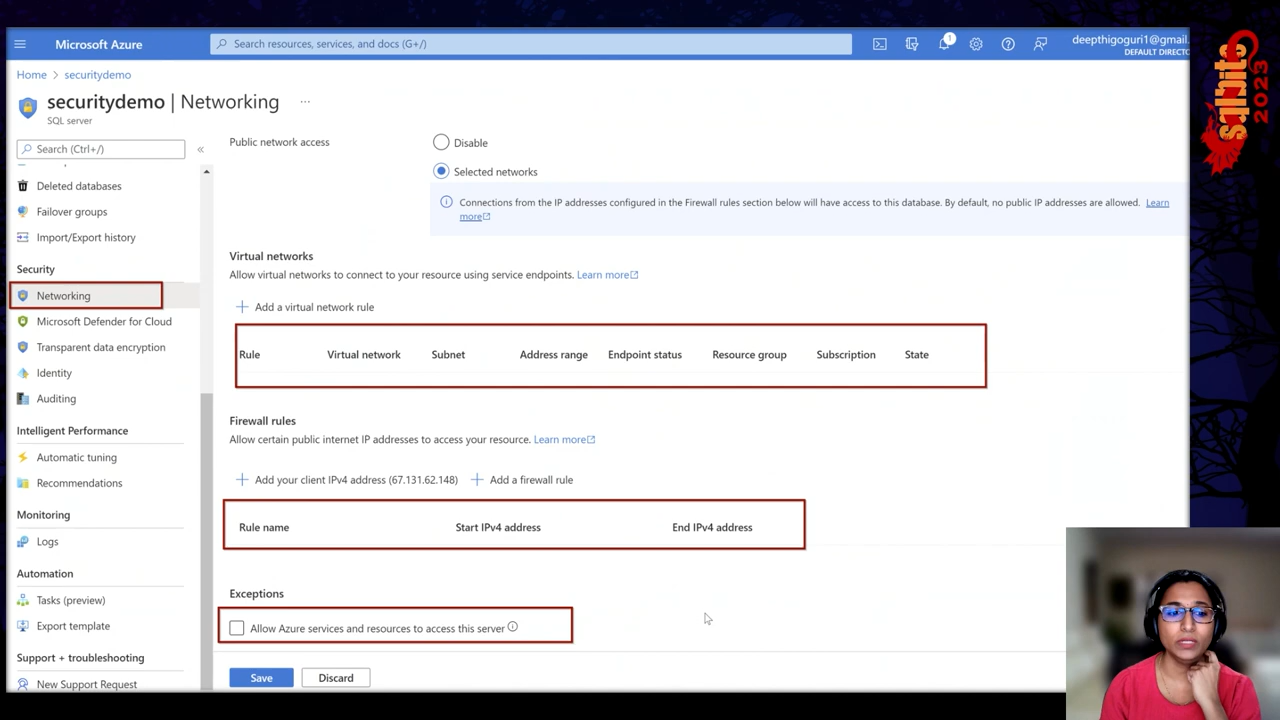 Microsoft Azure
Search resources, services, and docs (G+/)
1
deepthigoguri1@gmail.
DEFAULT DIRECTO
sqlbits
2023
Home > securitydemo
securitydemo | Networking
...
SQL server
Search (Ctrl+/)
«
Deleted databases
Failover groups
Import/Export history
Security
Networking
Microsoft Defender for Cloud
Transparent data encryption
Identity
Auditing
Intelligent Performance
Automatic tuning
Recommendations
Monitoring
Logs
Automation
Tasks (preview)
Export template
Support + troubleshooting
New Support Request
Public network access
Disable
Selected networks
Connections from the IP addresses configured in the Firewall rules section below will have access to this database. By default, no public IP addresses are allowed. Learn
more
Virtual networks
Allow virtual networks to connect to your resource using service endpoints. Learn more
+ Add a virtual network rule
Rule Virtual network Subnet Address range Endpoint status Resource group Subscription State
Firewall rules
Allow certain public internet IP addresses to access your resource. Learn more
+ Add your client IPv4 address (67.131.62.148) + Add a firewall rule
Rule name Start IPv4 address End IPv4 address
Exceptions
Allow Azure services and resources to access this server
Save Discard